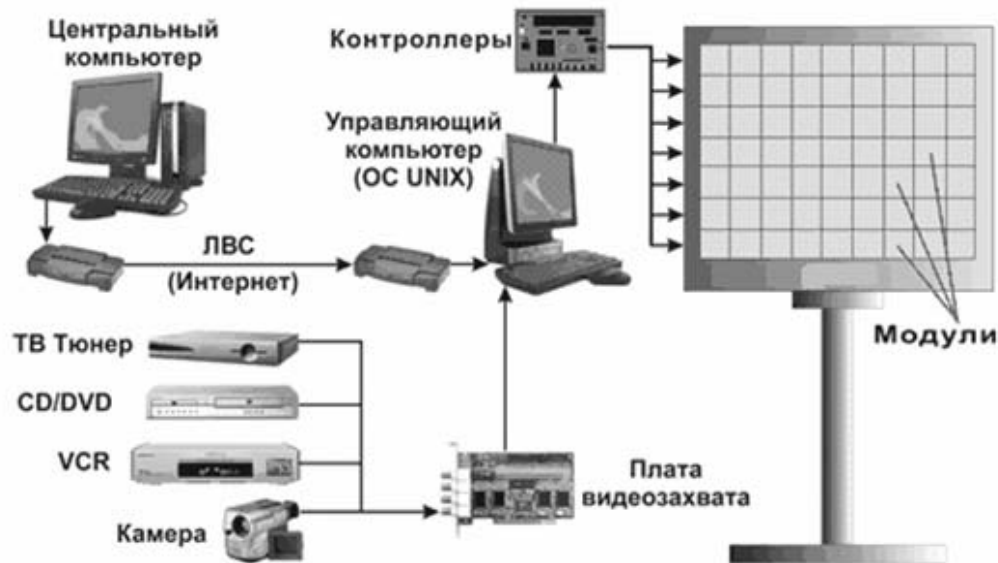 Центральный
компьютер
Контроллеры
Управляющий
компьютер
(ОС UNIX)
ЛВС
(Интернет)
Модули
ТВ Тюнер
CD/DVD
VCR
Камера
Плата
видеозахвата